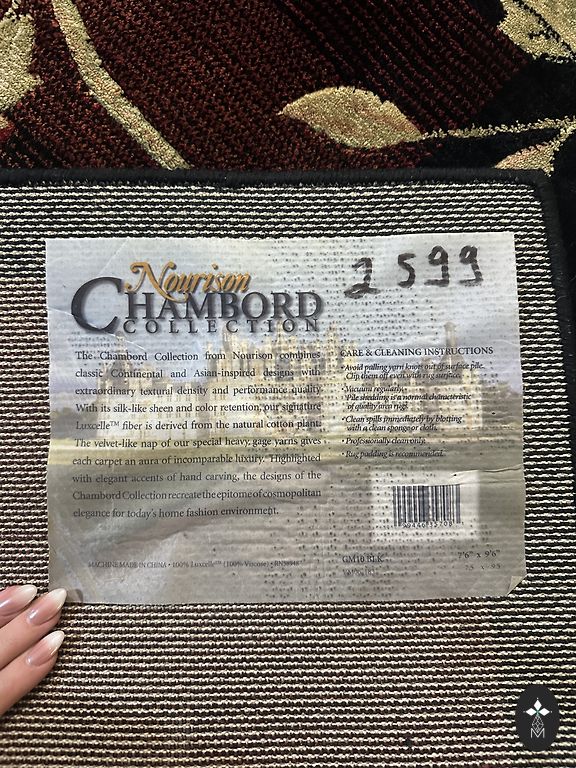 Nourison
CHAMBORD
COLLECTION
2599
The Chambord Collection from Nourison combines
classic Continental and Asian-inspired designs with
extraordinary textural density and performance quality.
With its silk-like sheen and color retention, our signature
Luxcelle™ fiber is derived from the natural cotton plant.
The velvet-like nap of our special heavy gage yarns gives
each carpet an aura of incomparable luxury. Highlighted
with elegant accents of hand carving, the designs of the
Chambord Collection recreate the epitome of cosmopolitan
elegance for today's home fashion environment.
CARE & CLEANING INSTRUCTIONS
• Avoid pulling yarn knots out of surface pile.
Clip them off even with rug surface.
• Vacuum regularly.
Pile shedding is a normal characteristic
of quality area rugs.
• Clean spills immediately by blotting
with a clean sponge or cloth.
• Professionally clean only.
• Rug padding is recommended.
MACHINE MADE IN CHINA • 100% Luxcelle™ (100% Viscose) •
GM10 BLK
7'6" x 9'6"
M